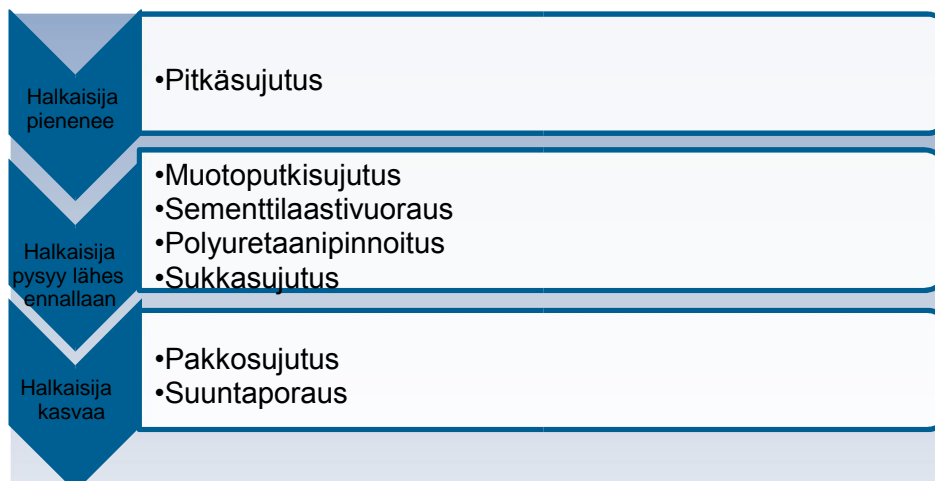 Halkaisija
pienenee
•Pitkäsujutus
Halkaisija
pysyy lähes
ennallaan
•Muotoputkisujutus
•Sementtilaastivuoraus
•Polyuretaanipinnoitus
•Sukkasujutus
Halkaisija
kasvaa
•Pakkosujutus
•Suuntaporaus